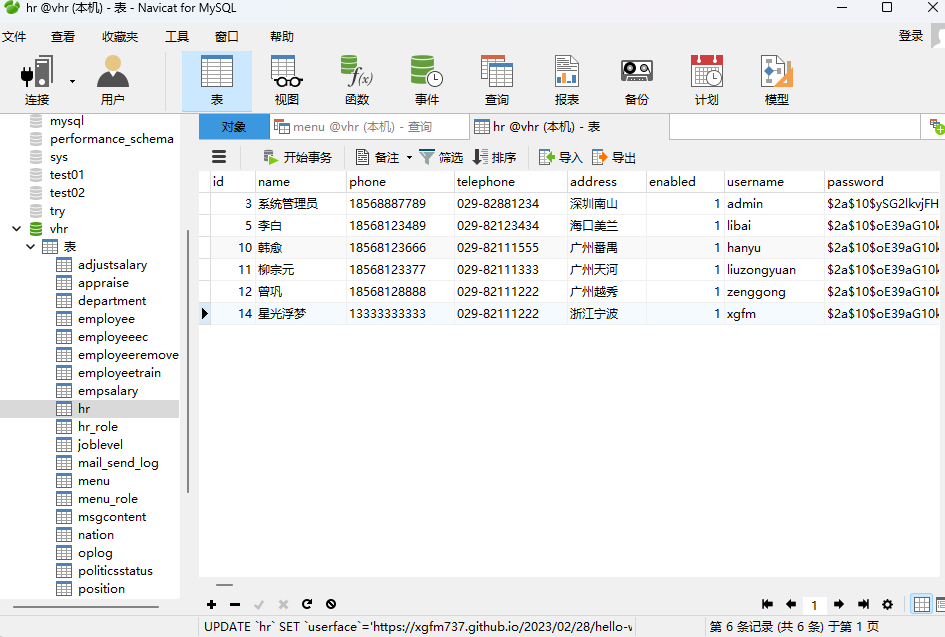 hr @vhr (本机) - 表 - Navicat for MySQL
文件 查看 收藏夹 工具 窗口 帮助 登录
连接 用户 表 视图 函数 事件 查询 报表 备份 计划 模型
f(x)
mysql
performance_schema
sys
test01
test02
try
vhr
表
adjustsalary
appraise
department
employee
employeeec
employeeremove
employeetrain
empsalary
hr
hr_role
joblevel
mail_send_log
menu
menu_role
msgcontent
nation
oplog
politicsstatus
position
对象 menu @vhr (本机) - 查询 hr @vhr (本机) - 表
开始事务 备注 筛选 排序 导入 导出
id name phone telephone address enabled username password
3 系统管理员 18568887789 029-82881234 深圳南山 1 admin $2a$10$ySG2lkvjFH
5 李白 18568123489 029-82123434 海口美兰 1 libai $2a$10$oE39aG10k
10 韩愈 18568123666 029-82111555 广州番禺 1 hanyu $2a$10$oE39aG10k
11 柳宗元 18568123377 029-82111333 广州天河 1 liuzongyuan $2a$10$oE39aG10k
12 曾巩 18568128888 029-82111222 广州越秀 1 zenggong $2a$10$oE39aG10k
14 星光浮梦 13333333333 029-82111222 浙江宁波 1 xgfm $2a$10$oE39aG10k
1
UPDATE `hr` SET `userface`='https://xgfm737.github.io/2023/02/28/hello-v 第 6 条记录 (共 6 条) 于第 1 页